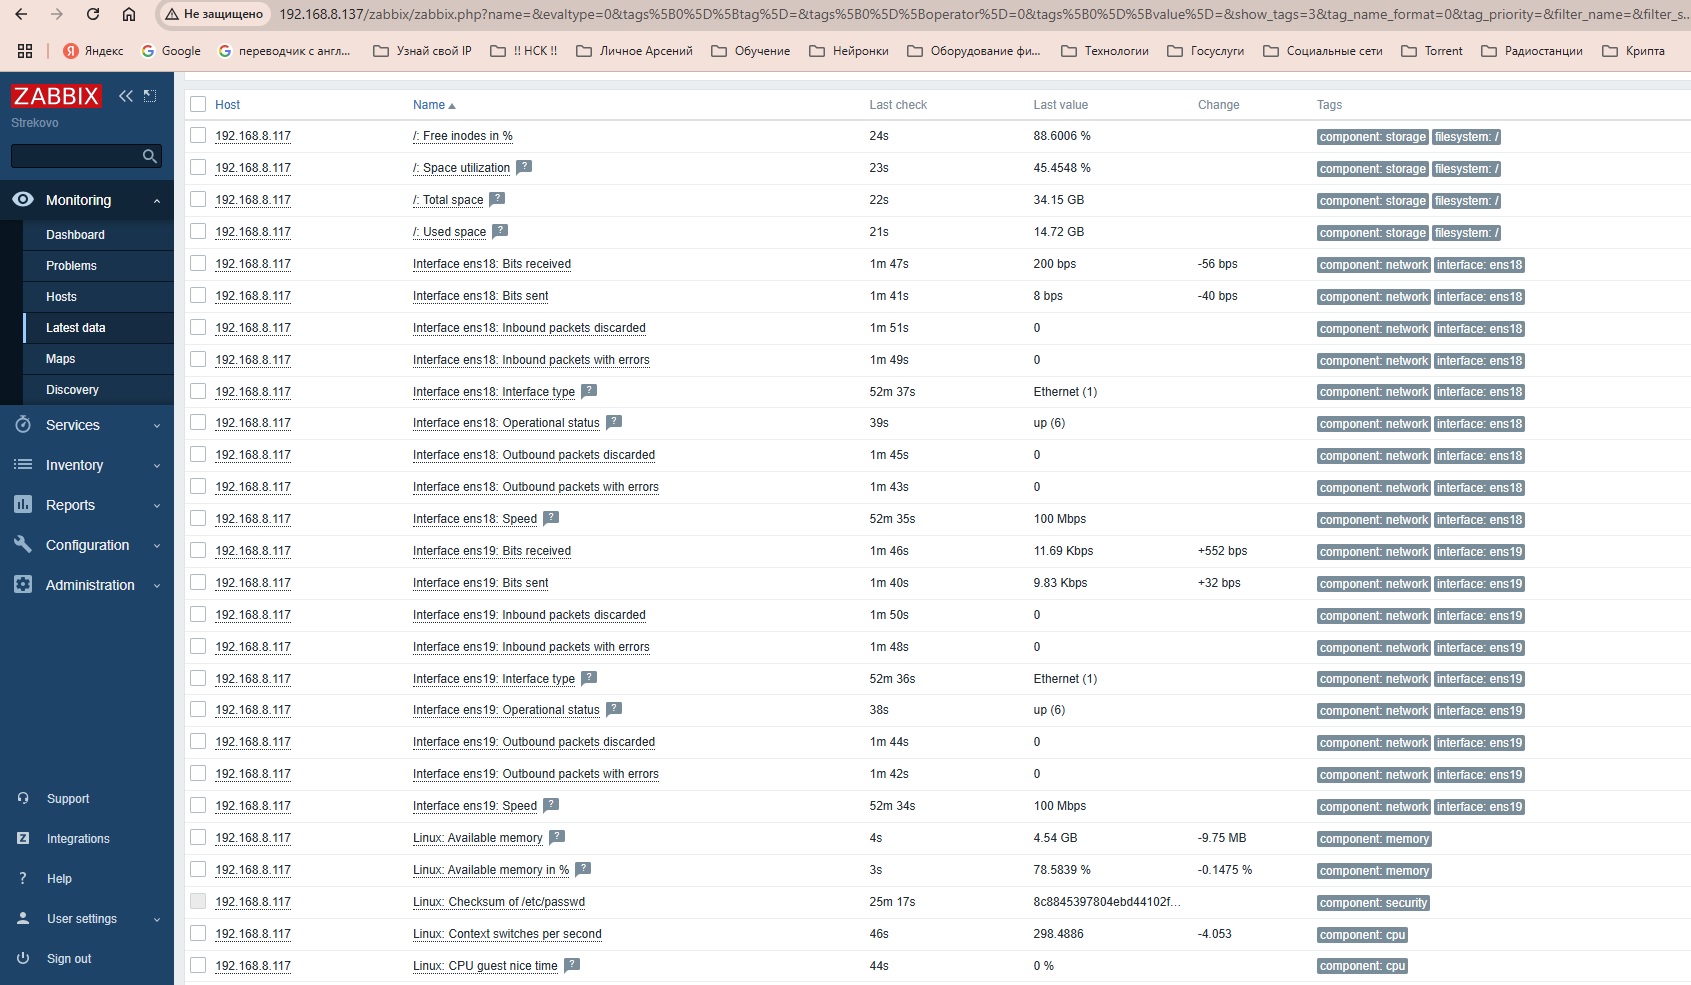 Не защищено 192.168.8.137/zabbix/zabbix.php?name=&evaltype=0&tags%5B0%5D%5Btag%5D=&tags%5B0%5D%5Boperator%5D=0&tags%5B0%5D%5Bvalue%5D=&show_tags=3&tag_name_format=0&tag_priority=&filter_name=&filter_s...
Яндекс Google переводчик с англ... Узнай свой IP !! НСК !! Личное Арсений Обучение Нейронки Оборудование фи... Технологии Госуслуги Социальные сети Torrent Радиостанции Крипта
ZABBIX
Strekovo
Monitoring
Dashboard
Problems
Hosts
Latest data
Maps
Discovery
Services
Inventory
Reports
Configuration
Administration
Support
Integrations
Help
User settings
Sign out
Host Name Last check Last value Change Tags
192.168.8.117 /: Free inodes in % 24s 88.6006 % component: storage filesystem: /
192.168.8.117 /: Space utilization ? 23s 45.4548 % component: storage filesystem: /
192.168.8.117 /: Total space ? 22s 34.15 GB component: storage filesystem: /
192.168.8.117 /: Used space ? 21s 14.72 GB component: storage filesystem: /
192.168.8.117 Interface ens18: Bits received 1m 47s 200 bps -56 bps component: network interface: ens18
192.168.8.117 Interface ens18: Bits sent 1m 41s 8 bps -40 bps component: network interface: ens18
192.168.8.117 Interface ens18: Inbound packets discarded 1m 51s 0 component: network interface: ens18
192.168.8.117 Interface ens18: Inbound packets with errors 1m 49s 0 component: network interface: ens18
192.168.8.117 Interface ens18: Interface type ? 52m 37s Ethernet (1) component: network interface: ens18
192.168.8.117 Interface ens18: Operational status ? 39s up (6) component: network interface: ens18
192.168.8.117 Interface ens18: Outbound packets discarded 1m 45s 0 component: network interface: ens18
192.168.8.117 Interface ens18: Outbound packets with errors 1m 43s 0 component: network interface: ens18
192.168.8.117 Interface ens18: Speed ? 52m 35s 100 Mbps component: network interface: ens18
192.168.8.117 Interface ens19: Bits received 1m 46s 11.69 Kbps +552 bps component: network interface: ens19
192.168.8.117 Interface ens19: Bits sent 1m 40s 9.83 Kbps +32 bps component: network interface: ens19
192.168.8.117 Interface ens19: Inbound packets discarded 1m 50s 0 component: network interface: ens19
192.168.8.117 Interface ens19: Inbound packets with errors 1m 48s 0 component: network interface: ens19
192.168.8.117 Interface ens19: Interface type ? 52m 36s Ethernet (1) component: network interface: ens19
192.168.8.117 Interface ens19: Operational status ? 38s up (6) component: network interface: ens19
192.168.8.117 Interface ens19: Outbound packets discarded 1m 44s 0 component: network interface: ens19
192.168.8.117 Interface ens19: Outbound packets with errors 1m 42s 0 component: network interface: ens19
192.168.8.117 Interface ens19: Speed ? 52m 34s 100 Mbps component: network interface: ens19
192.168.8.117 Linux: Available memory ? 4s 4.54 GB -9.75 MB component: memory
192.168.8.117 Linux: Available memory in % ? 3s 78.5839 % -0.1475 % component: memory
192.168.8.117 Linux: Checksum of /etc/passwd 25m 17s 8c8845397804ebd44102f... component: security
192.168.8.117 Linux: Context switches per second 46s 298.4886 -4.053 component: cpu
192.168.8.117 Linux: CPU guest nice time ? 44s 0 % component: cpu